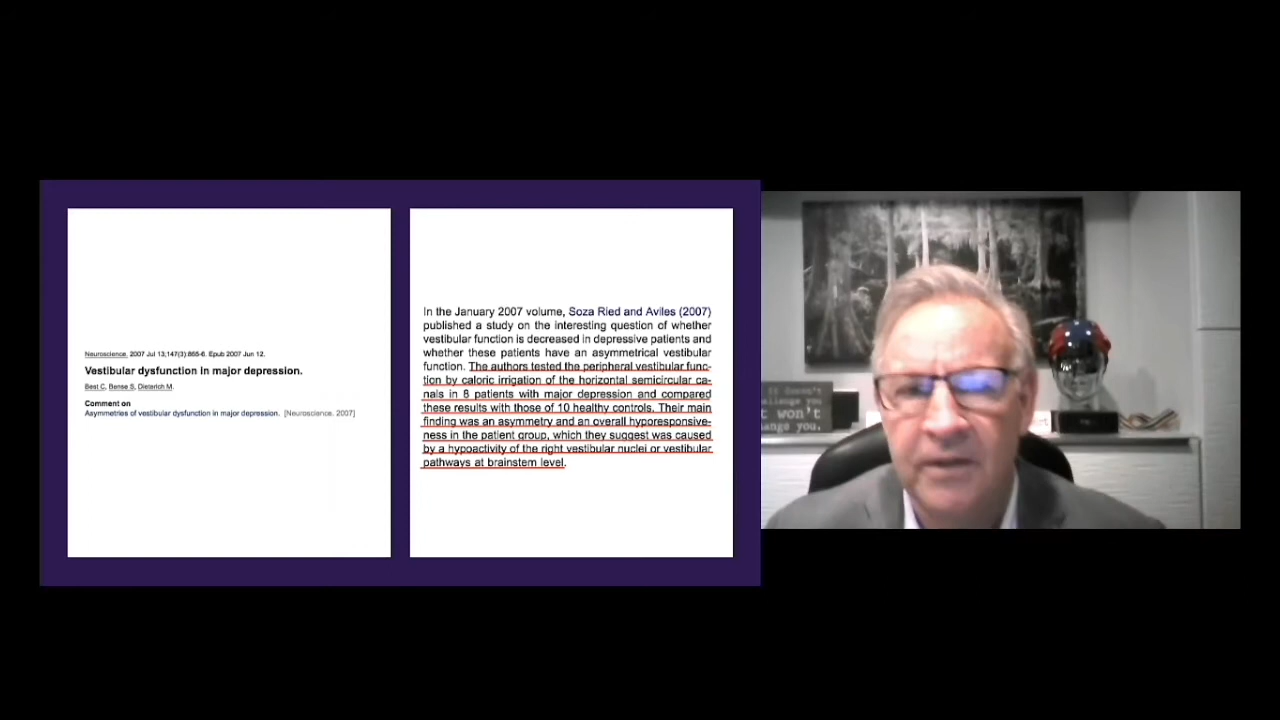 Neuroscience, 2007 Jul 13;147(3):865-6. Epub 2007 Jun 12.
Vestibular dysfunction in major depression.
Best C, Bense S, Dieterich M.
Comment on
Asymmetries of vestibular dysfunction in major depression. [Neuroscience. 2007]
In the January 2007 volume, Soza Ried and Aviles (2007)
published a study on the interesting question of whether
vestibular function is decreased in depressive patients and
whether these patients have an asymmetrical vestibular
function. The authors tested the peripheral vestibular func-
tion by caloric irrigation of the horizontal semicircular ca-
nals in 8 patients with major depression and compared
these results with those of 10 healthy controls. Their main
finding was an asymmetry and an overall hyporesponsive-
ness in the patient group, which they suggest was caused
by a hypoactivity of the right vestibular nuclei or vestibular
pathways at brainstem level.
doesn't
challenge you
t won't
you.